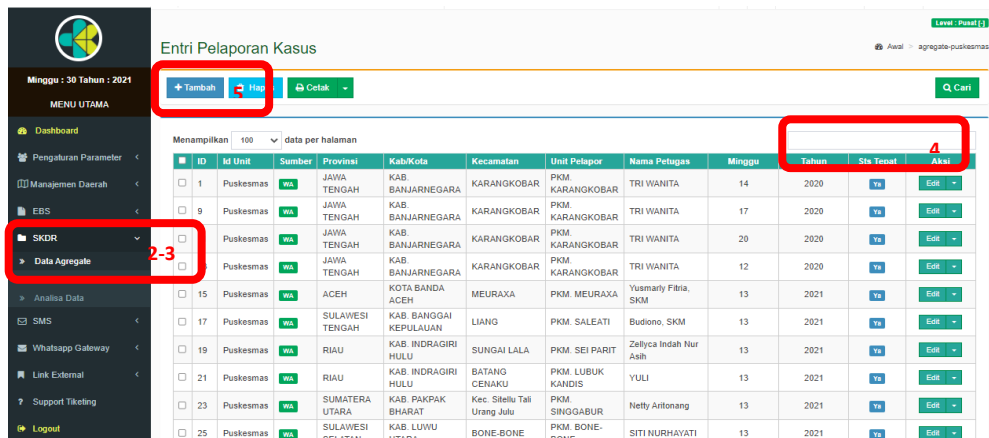 Level : Pusat [-]
Entri Pelaporan Kasus
Awal > agregate-puskesmas
Minggu : 30 Tahun : 2021
MENU UTAMA
Tambah
5
Cetak
Cari
Dashboard
Pengaturan Parameter
Manajemen Daerah
EBS
SKDR
Data Agregate
2-3
Analisa Data
SMS
Whatsapp Gateway
Link External
Support Tiketing
Logout
Menampilkan 100 data per halaman
4
ID Id Unit Sumber Provinsi Kab/Kota Kecamatan Unit Pelapor Nama Petugas Minggu Tahun Sts Tepat Aksi
1 Puskesmas WA JAWA TENGAH KAB. BANJARNEGARA KARANGKOBAR PKM. KARANGKOBAR TRI WANITA 14 2020 Ya Edit
9 Puskesmas WA JAWA TENGAH KAB. BANJARNEGARA KARANGKOBAR PKM. KARANGKOBAR TRI WANITA 17 2020 Ya Edit
Puskesmas WA JAWA TENGAH KAB. BANJARNEGARA KARANGKOBAR PKM. KARANGKOBAR TRI WANITA 20 2020 Ya Edit
Puskesmas WA JAWA TENGAH KAB. BANJARNEGARA KARANGKOBAR PKM. KARANGKOBAR TRI WANITA 12 2020 Ya Edit
15 Puskesmas WA ACEH KOTA BANDA ACEH MEURAXA PKM. MEURAXA Yusmarly Fitria, SKM 13 2021 Ya Edit
17 Puskesmas WA SULAWESI TENGAH KAB. BANGGAI KEPULAUAN LIANG PKM. SALEATI Budiono, SKM 13 2021 Ya Edit
19 Puskesmas WA RIAU KAB. INDRAGIRI HULU SUNGAI LALA PKM. SEI PARIT Zellyca Indah Nur Asih 13 2021 Ya Edit
21 Puskesmas WA RIAU KAB. INDRAGIRI HULU BATANG CENAKU PKM. LUBUK KANDIS YULI 13 2021 Ya Edit
23 Puskesmas WA SUMATERA UTARA KAB. PAKPAK BHARAT Kec. Sitellu Tali Urang Julu PKM. SINGGABUR Netty Aritonang 13 2021 Ya Edit
25 Puskesmas WA SULAWESI KAB. LUWU BONE-BONE PKM. BONE- SITI NURHAYATI 13 2021 Ya Edit